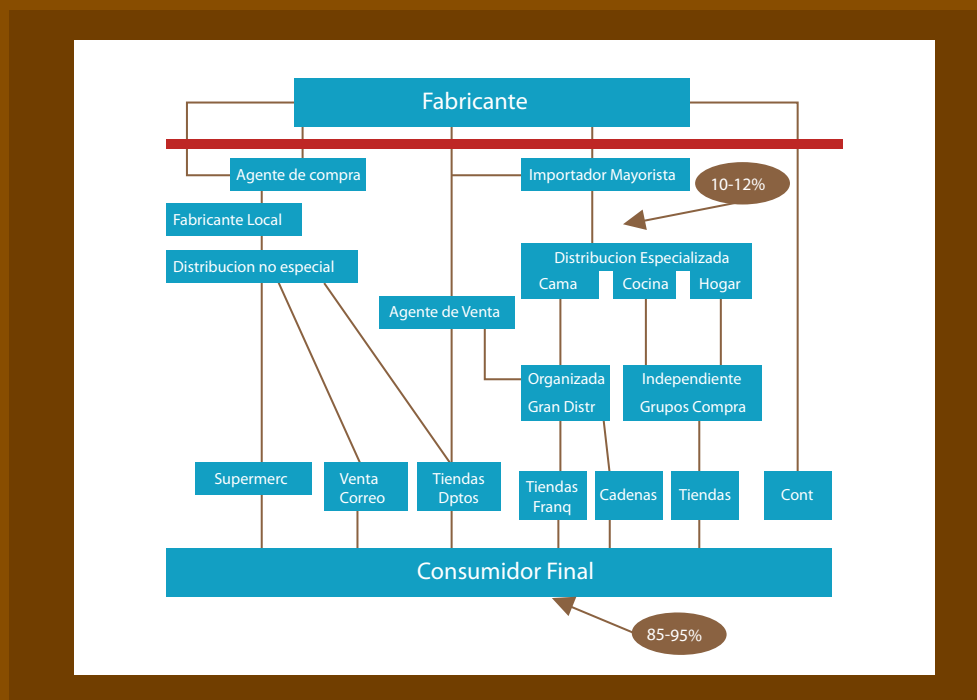 Fabricante
Agente de compra
Importador Mayorista
10-12%
Fabricante Local
Distribucion no especial
Distribucion Especializada
Cama
Cocina
Hogar
Agente de Venta
Organizada
Gran Distr
Independiente
Grupos Compra
Supermerc
Venta
Correo
Tiendas
Dptos
Tiendas
Franq
Cadenas
Tiendas
Cont
Consumidor Final
85-95%